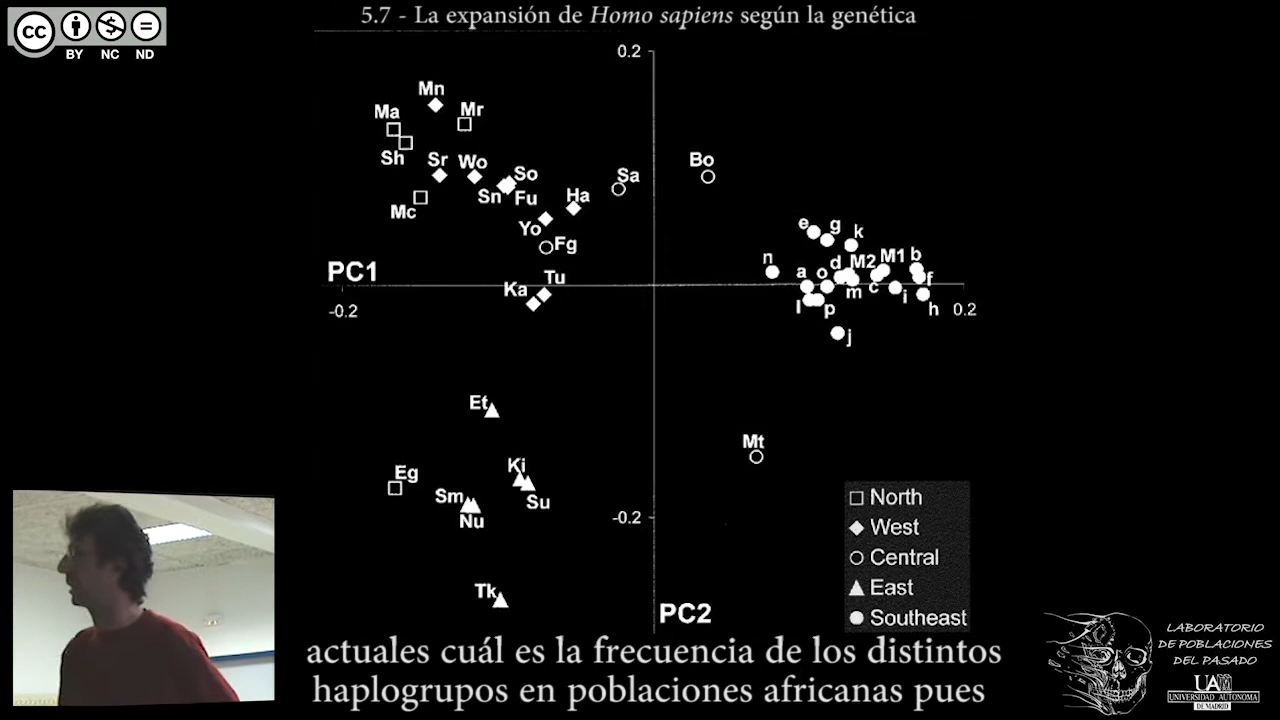 5.7 - La expansión de Homo sapiens según la genética
CC
BY NC ND
0.2
Mn
Ma
Mr
Sh
Sr
Wo
So
Sn
Fu
Mc
Ha
Sa
Bo
Yo
Fg
PC1
Ka
Tu
-0.2
n
e
g
k
a
o
d
M2
M1
b
l
p
m
c
i
f
h
j
0.2
Et
Mt
Eg
Ki
Sm
Su
Nu
-0.2
Tk
PC2
North
West
Central
East
Southeast
LABORATORIO
DE POBLACIONES
DEL PASADO
UAM
UNIVERSIDAD AUTONOMA
DE MADRID
actuales cuál es la frecuencia de los distintos
haplogrupos en poblaciones africanas pues